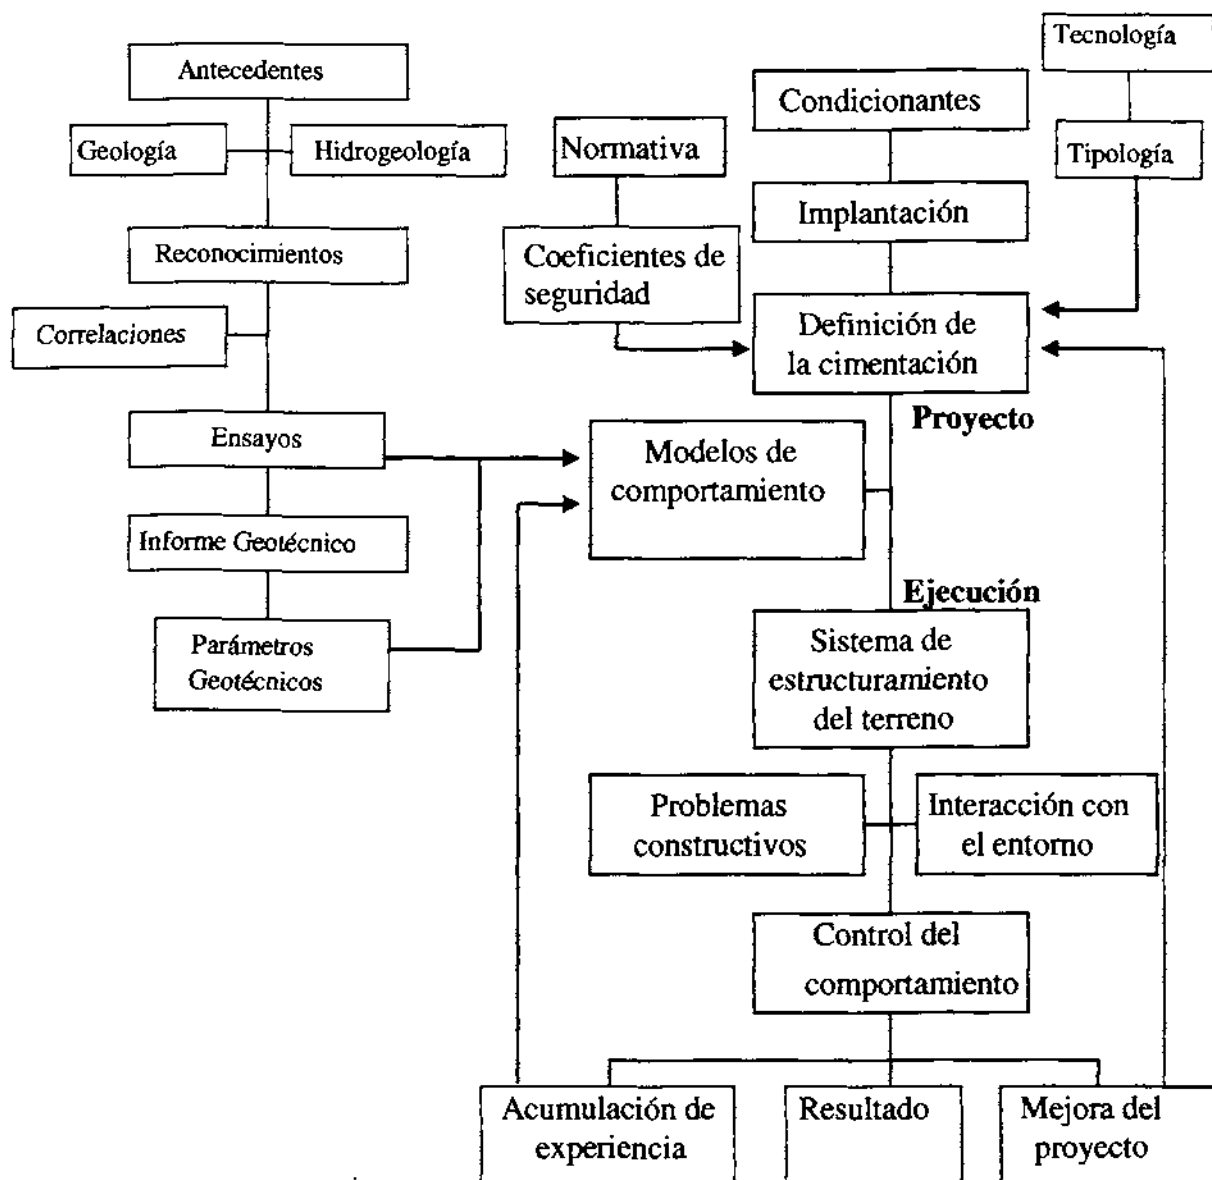 Antecedentes
Geología
Hidrogeología
Reconocimientos
Correlaciones
Ensayos
Informe Geotécnico
Parámetros
Geotécnicos
Normativa
Coeficientes de
seguridad
Condicionantes
Implantación
Tecnología
Tipología
Definición de
la cimentación
Proyecto
Modelos de
comportamiento
Ejecución
Sistema de
estructuramiento
del terreno
Problemas
constructivos
Interacción con
el entorno
Control del
comportamiento
Acumulación de
experiencia
Resultado
Mejora del
proyecto